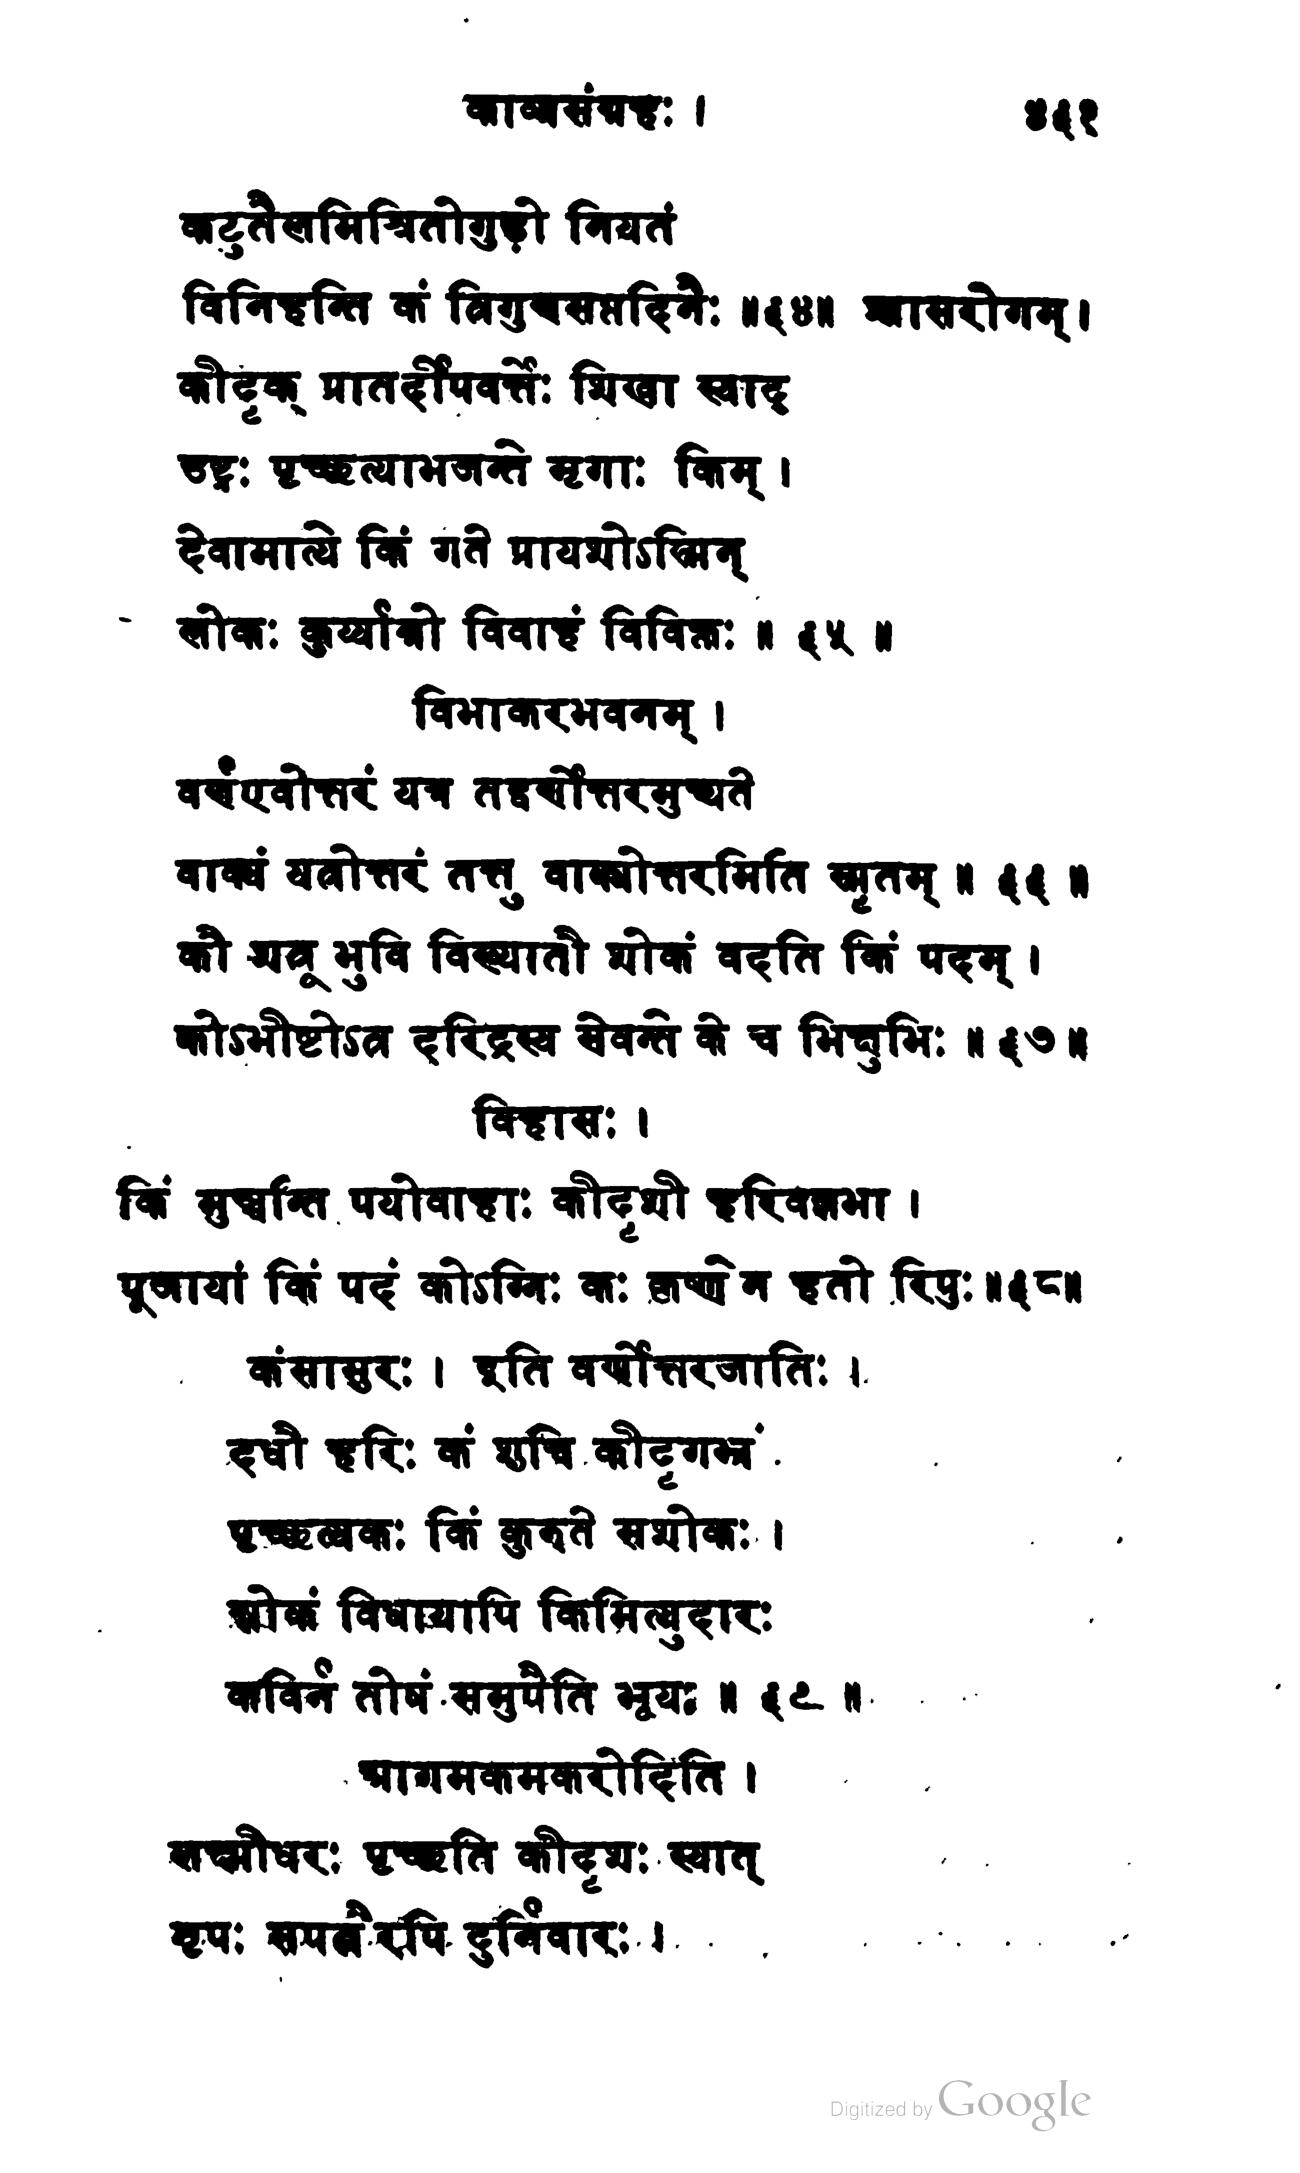 काव्यसंग्रहः । ४६१
कटुतैलमिश्रितोगुड़ो नियतं
विनिहन्ति कं त्रिगुणसप्तदिनैः ॥६४॥ श्वासरोगम्।
कीदृक् प्रातर्दीपवर्त्तेः शिखा स्याद्
उष्ट्रः पृच्छत्याभजन्ते मृगाः किम् ।
देवामात्ये किं गते प्रायशोऽस्मिन्
लोकः कुर्य्यान्नो विवाहं विविक्तः ॥ ६५ ॥
विभाकरभवनम् ।
वर्णएवोत्तरं यत्र तद्वर्णोत्तरमुच्यते
वाक्यं यत्रोत्तरं तत्तु वाक्योत्तरमिति स्मृतम् ॥ ६६ ॥
कौ शत्रू भुवि विख्यातौ शोकं वदति किं पदम् ।
कोऽभीष्टोऽत्र दरिद्रस्य सेवन्ते के च भिक्षुभिः ॥ ६७ ॥
विहासः ।
किं मुञ्चन्ति पयोवाहाः कीदृशी हरिवल्लभा ।
पूजायां किं पदं कोऽग्निः कः कृष्णेन हतो रिपुः ॥६८॥
कंसासुरः । इति वर्णोत्तरजातिः ।
दधौ हरिः कं शुचि कीदृगभ्रं
पृच्छत्यकः किं कुरुते सशोकः ।
श्लोकं विधायापि किमित्युदारः
कविर्न तोषं समुपैति भूयः ॥ ६९ ॥
आगमकमकरोदिति ।
लक्ष्मीधरः पृच्छति कीदृशः स्यात्
नृपः सपत्नैरपि दुर्निवारः ।
Digitized by Google